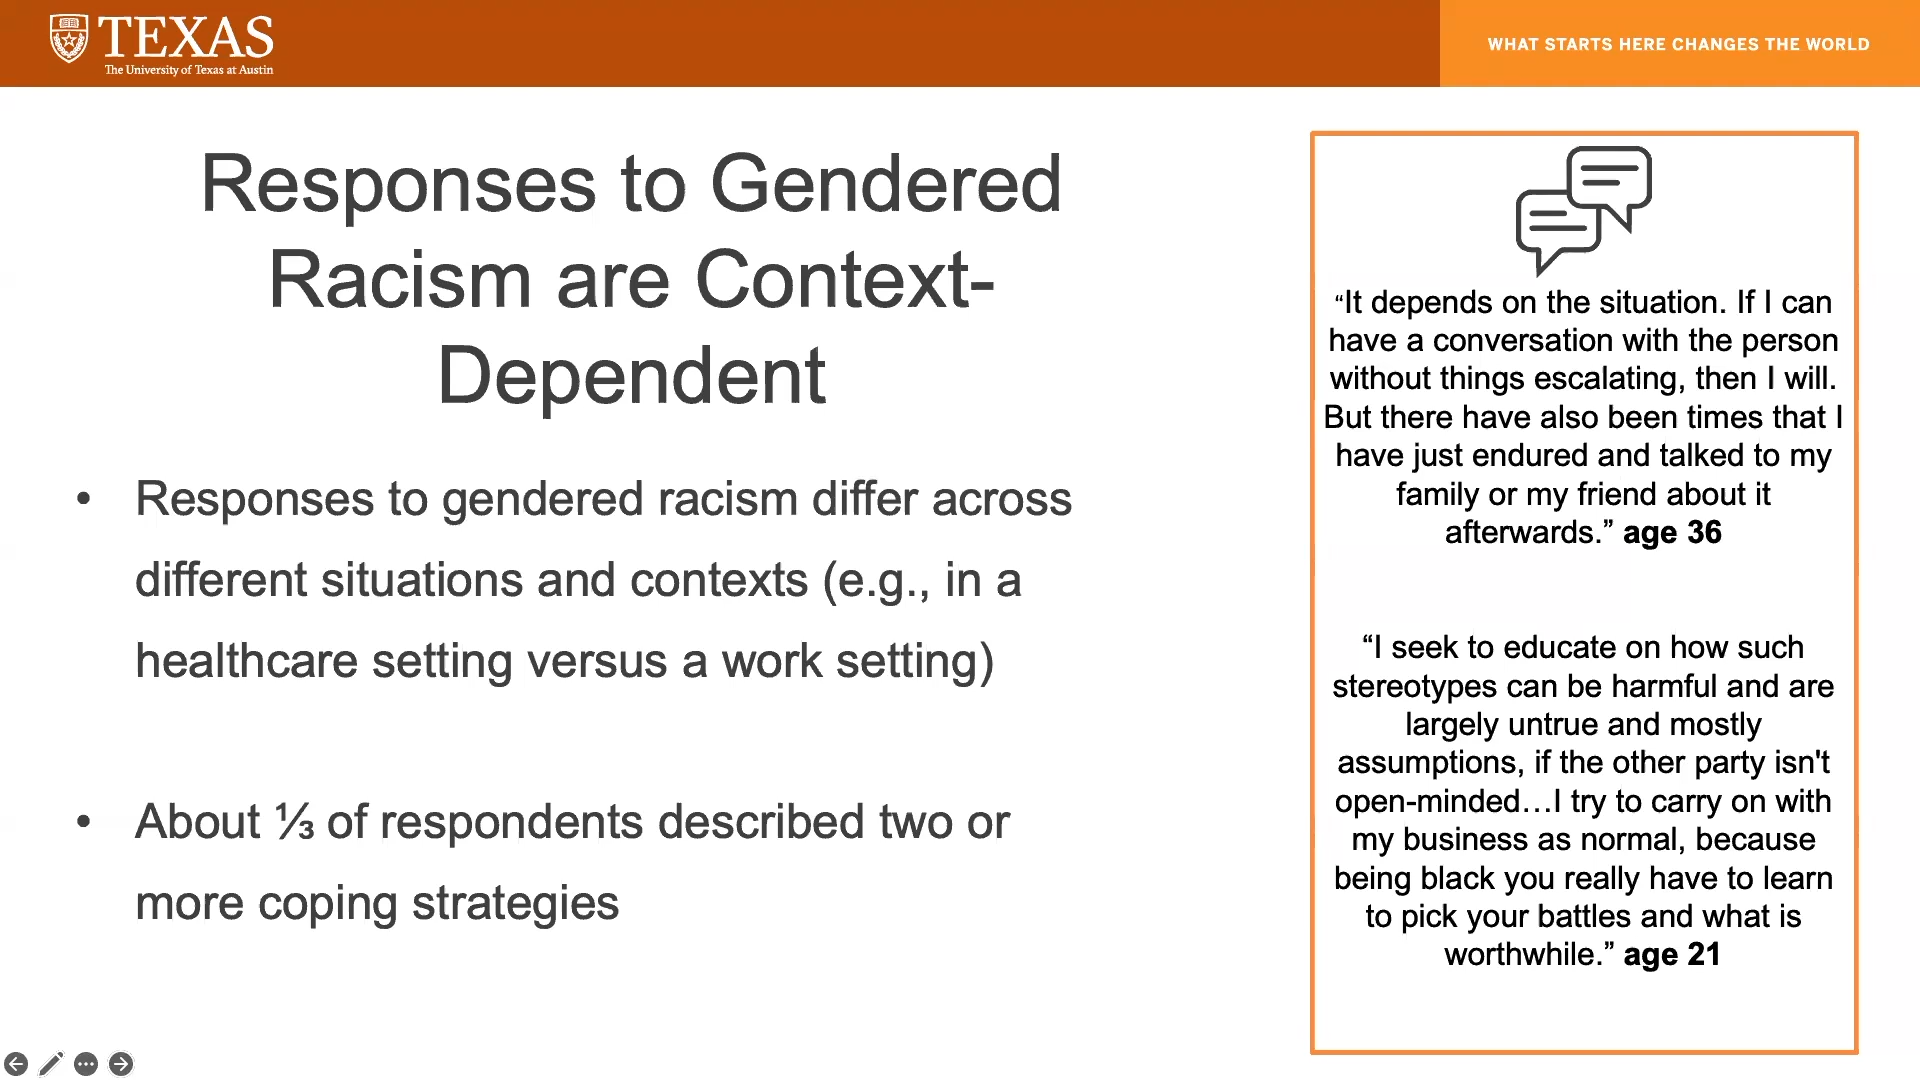 TEXAS
The University of Texas at Austin
WHAT STARTS HERE CHANGES THE WORLD
Responses to Gendered
Racism are Context-
Dependent
• Responses to gendered racism differ across
different situations and contexts (e.g., in a
healthcare setting versus a work setting)
• About ⅓ of respondents described two or
more coping strategies
“It depends on the situation. If I can
have a conversation with the person
without things escalating, then I will.
But there have also been times that I
have just endured and talked to my
family or my friend about it
afterwards.” age 36
“I seek to educate on how such
stereotypes can be harmful and are
largely untrue and mostly
assumptions, if the other party isn't
open-minded…I try to carry on with
my business as normal, because
being black you really have to learn
to pick your battles and what is
worthwhile.” age 21